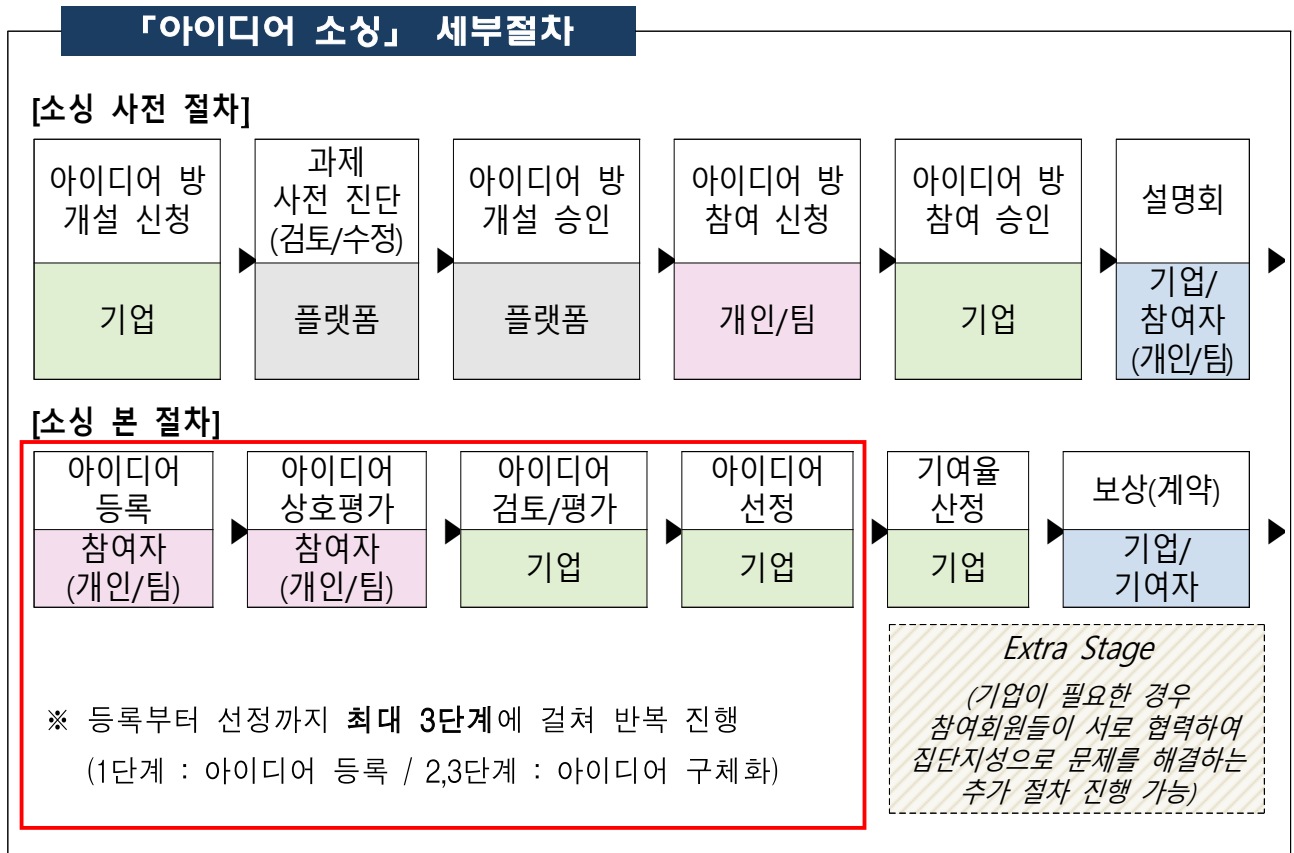 「아이디어 소싱」 세부절차
[소싱 사전 절차]
아이디어 방
개설 신청
기업
과제
사전 진단
(검토/수정)
플랫폼
아이디어 방
개설 승인
플랫폼
아이디어 방
참여 신청
개인/팀
아이디어 방
참여 승인
기업
설명회
기업/
참여자
(개인/팀)
[소싱 본 절차]
아이디어
등록
참여자
(개인/팀)
아이디어
상호평가
참여자
(개인/팀)
아이디어
검토/평가
기업
아이디어
선정
기업
기여율
산정
기업
보상(계약)
기업/
기여자
※ 등록부터 선정까지 최대 3단계에 걸쳐 반복 진행
(1단계 : 아이디어 등록 / 2,3단계 : 아이디어 구체화)
Extra Stage
(기업이 필요한 경우
참여회원들이 서로 협력하여
집단지성으로 문제를 해결하는
추가 절차 진행 가능)